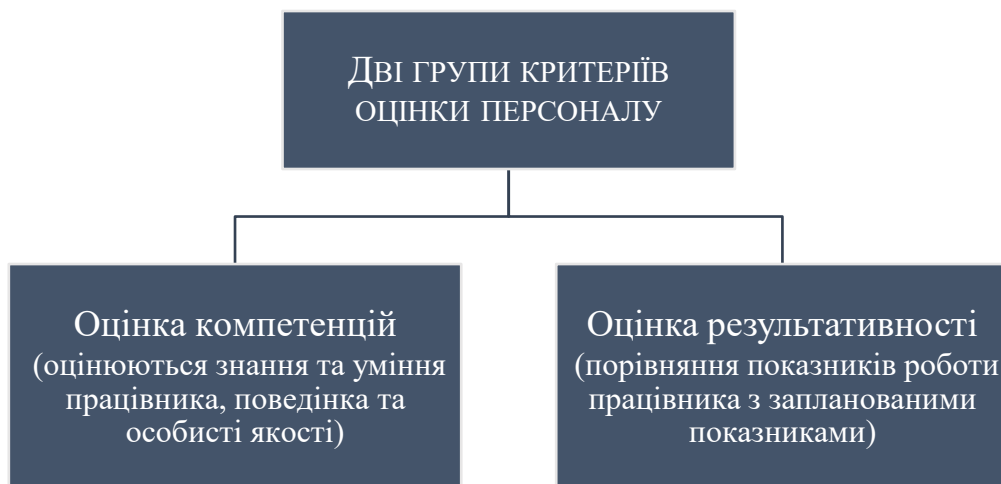 ДВІ ГРУПИ КРИТЕРІЇВ
ОЦІНКИ ПЕРСОНАЛУ
Оцінка компетенцій
(оцінюються знання та уміння
працівника, поведінка та
особисті якості)
Оцінка результативності
(порівняння показників роботи
працівника з запланованими
показниками)